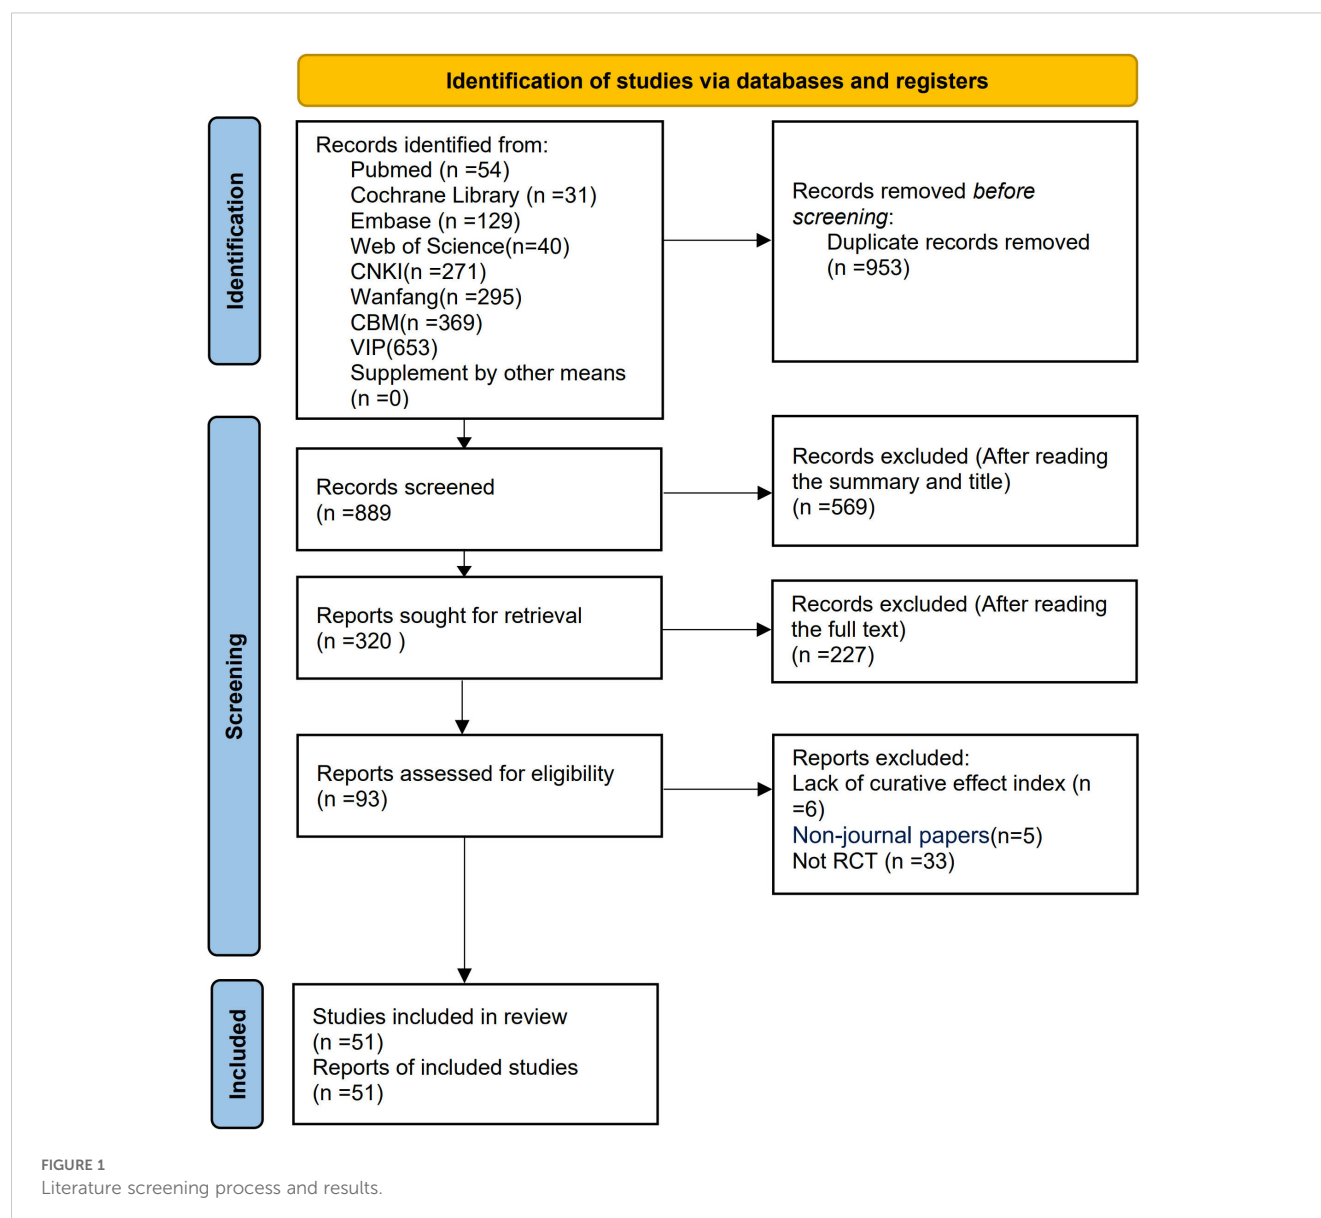 Identification of studies via databases and registers
Identification
Records identified from:
Pubmed (n =54)
Cochrane Library (n =31)
Embase (n =129)
Web of Science(n=40)
CNKI(n =271)
Wanfang(n =295)
CBM(n =369)
VIP(653)
Supplement by other means
(n =0)
Records removed before
screening:
Duplicate records removed
(n =953)
Screening
Records screened
(n =889
Records excluded (After reading
the summary and title)
(n =569)
Reports sought for retrieval
(n =320 )
Records excluded (After reading
the full text)
(n =227)
Reports assessed for eligibility
(n =93)
Reports excluded:
Lack of curative effect index (n
=6)
Non-journal papers(n=5)
Not RCT (n =33)
Included
Studies included in review
(n =51)
Reports of included studies
(n =51)
FIGURE 1
Literature screening process and results.